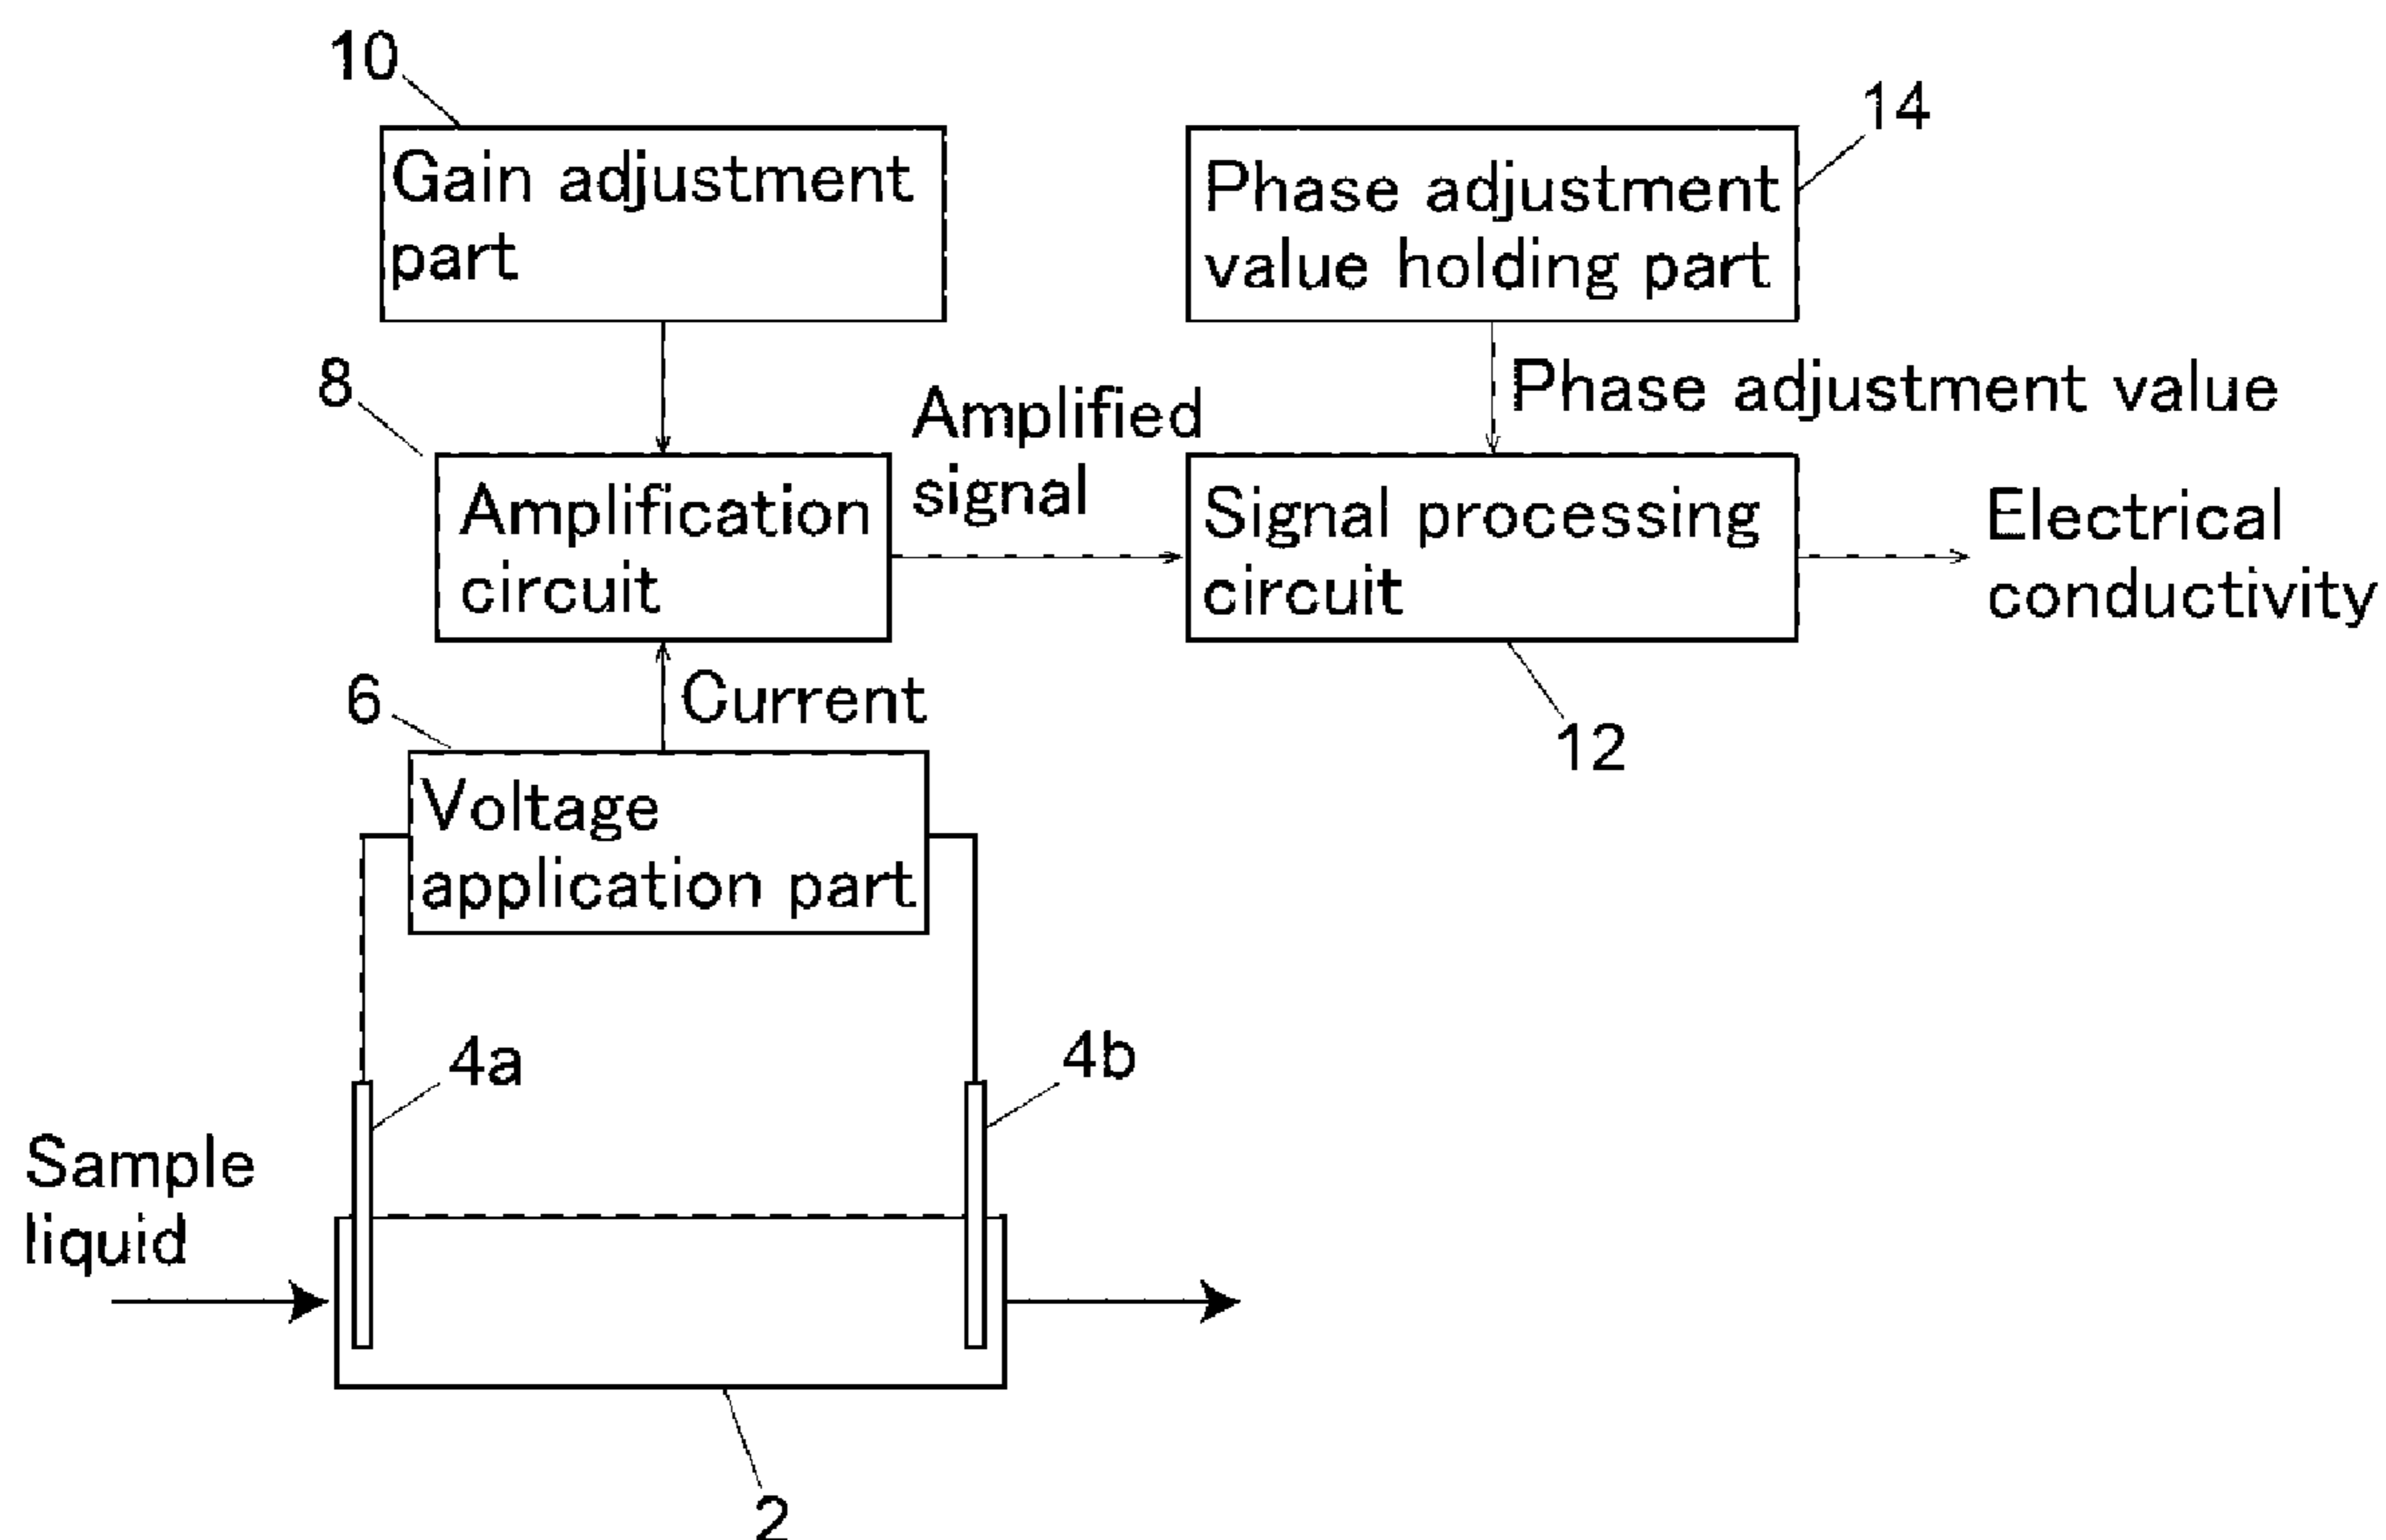 10
14
Gain adjustment
part
Phase adjustment
value holding part
8
Phase adjustment value
Amplified
signal
Amplification
circuit
Signal processing
circuit
Electrical
conductivity
6
Current
12
Voltage
application part
4a
4b
Sample
liquid
2